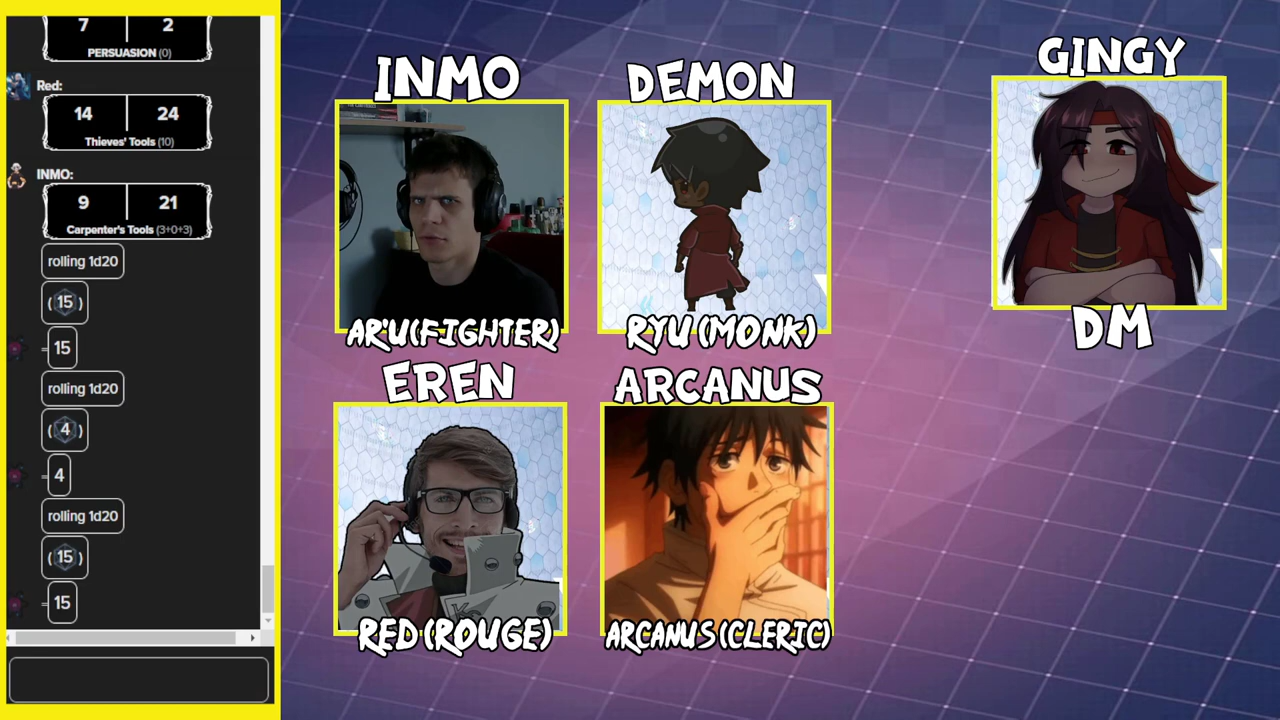 7 2
PERSUASION (0)
Red:
14 24
Thieves' Tools (10)
INMO:
9 21
Carpenter's Tools (3+0+3)
rolling 1d20
(15)
=15
rolling 1d20
(4)
=4
rolling 1d20
(15)
=15
INMO
AR'U(FIGHTER)
DEMON
RYU(MONK)
GINGY
DM
EREN
RED(ROUGE)
ARCANUS
ARCANUS(CLERIC)